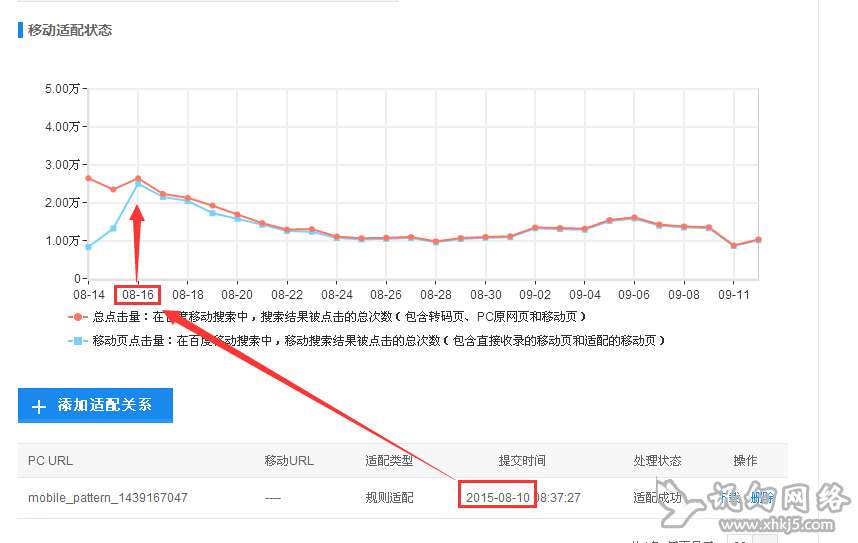 移动适配状态
5.00万
4.00万
3.00万
2.00万
1.00万
0
08-14 08-16 08-18 08-20 08-22 08-24 08-26 08-28 08-30 09-02 09-04 09-06 09-08 09-11
总点击量:在百度移动搜索中,搜索结果被点击的总次数(包含转码页、PC原网页和移动页)
移动页点击量:在百度移动搜索中,移动搜索结果被点击的总次数(包含直接收录的移动页和适配的移动页)
+ 添加适配关系
PC URL 移动URL 适配类型 提交时间 处理状态 操作
mobile_pattern_1439167047 ---- 规则适配 2015-08-10 08:37:27 适配成功 下载 删除
讯幻网络
www.xhkj5.com